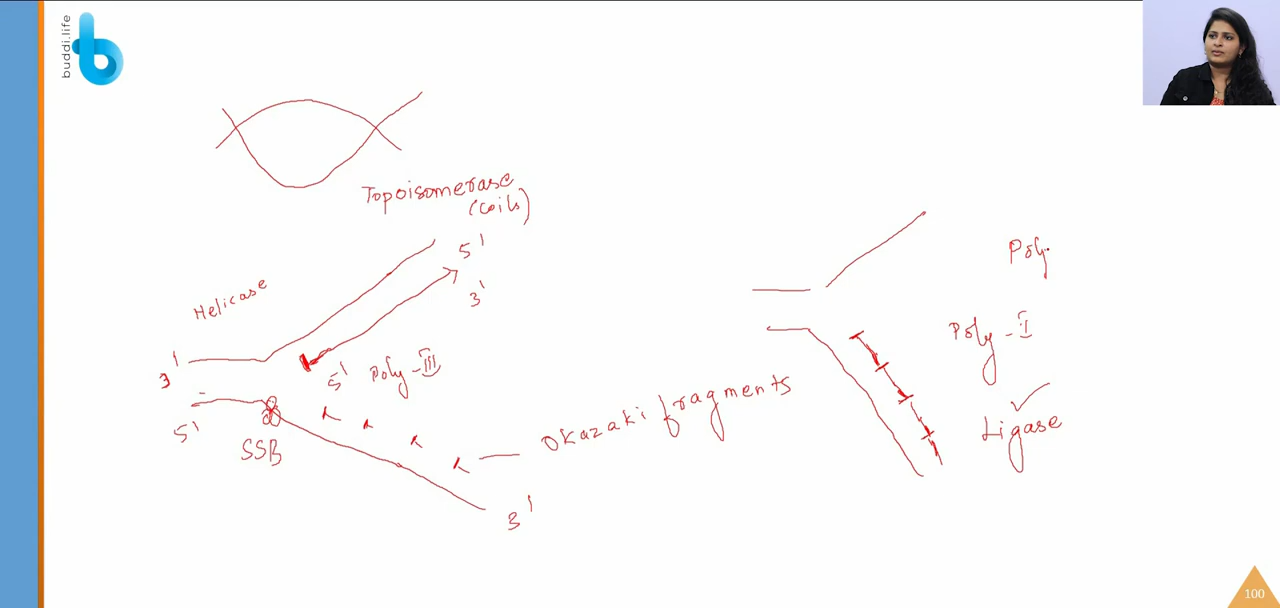 buddi.life
Topoisomerase
(coils)
5'
3'
Helicase
3'
5'
Poly-III
5'
SSB
Okazaki fragments
3'
Poly
Poly-I
Ligase
100